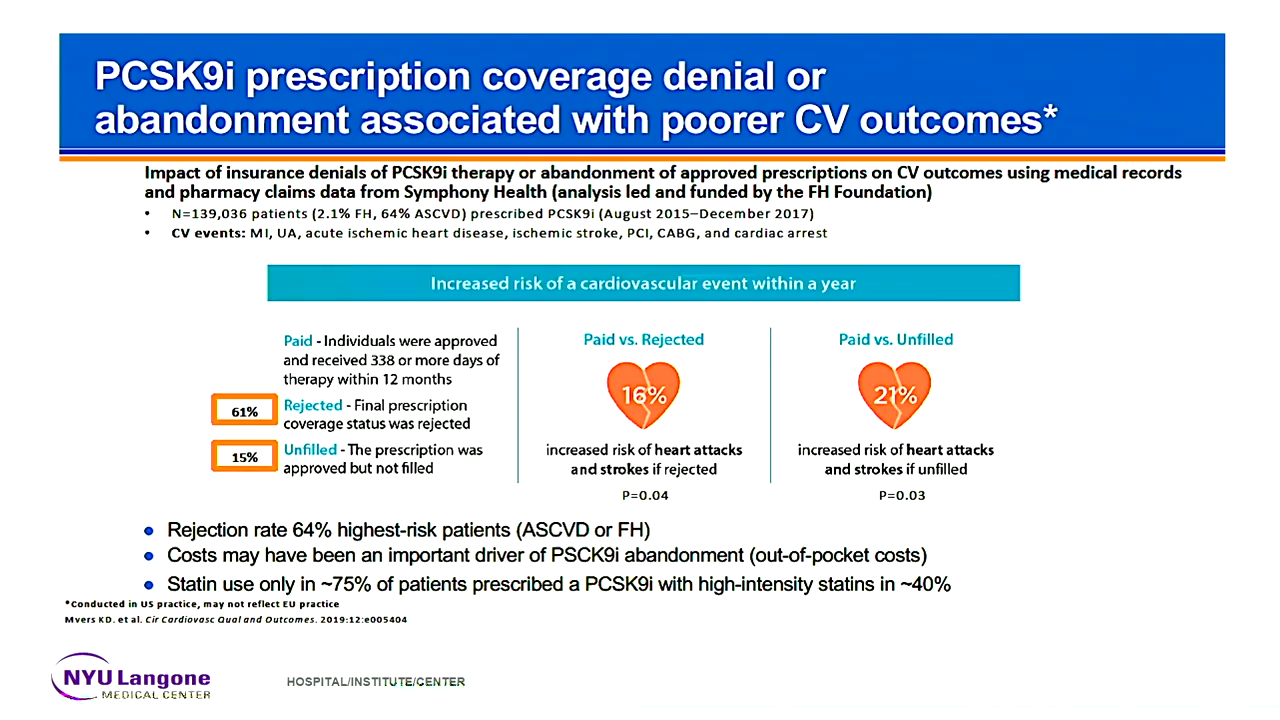 PCSK9i prescription coverage denial or
abandonment associated with poorer CV outcomes*
Impact of insurance denials of PCSK9i therapy or abandonment of approved prescriptions on CV outcomes using medical records
and pharmacy claims data from Symphony Health (analysis led and funded by the FH Foundation)
• N=139,036 patients (2.1% FH, 64% ASCVD) prescribed PCSK9i (August 2015–December 2017)
• CV events: MI, UA, acute ischemic heart disease, ischemic stroke, PCI, CABG, and cardiac arrest
Increased risk of a cardiovascular event within a year
Paid - Individuals were approved
and received 338 or more days of
therapy within 12 months
61%
Rejected - Final prescription
coverage status was rejected
15%
Unfilled - The prescription was
approved but not filled
Paid vs. Rejected
16%
increased risk of heart attacks
and strokes if rejected
P=0.04
Paid vs. Unfilled
21%
increased risk of heart attacks
and strokes if unfilled
P=0.03
• Rejection rate 64% highest-risk patients (ASCVD or FH)
• Costs may have been an important driver of PSCK9i abandonment (out-of-pocket costs)
• Statin use only in ~75% of patients prescribed a PCSK9i with high-intensity statins in ~40%
*Conducted in US practice, may not reflect EU practice
Myers KD. et al. Cir Cardiovasc Qual and Outcomes. 2019:12:e005404
NYU Langone
MEDICAL CENTER
HOSPITAL/INSTITUTE/CENTER